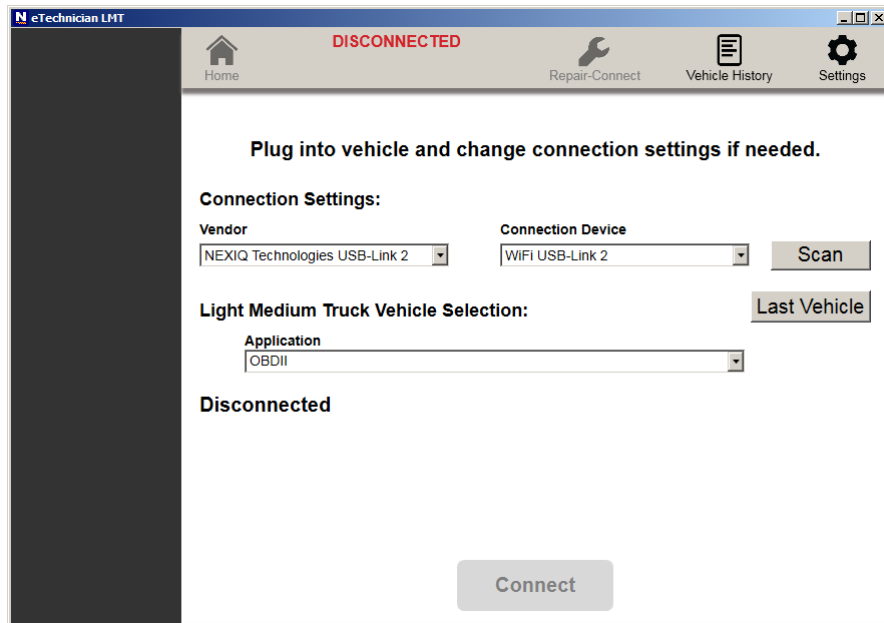 N eTechnician LMT
DISCONNECTED
Home
Repair-Connect
Vehicle History
Settings
Plug into vehicle and change connection settings if needed.
Connection Settings:
Vendor
Connection Device
NEXIQ Technologies USB-Link 2
WiFi USB-Link 2
Scan
Light Medium Truck Vehicle Selection:
Last Vehicle
Application
OBDII
Disconnected
Connect